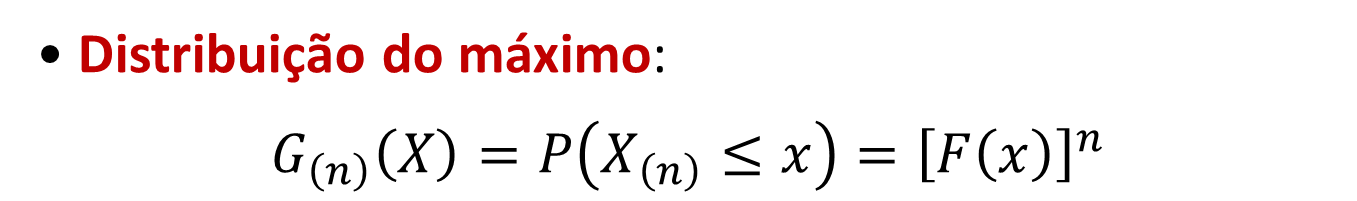 • Distribuição do máximo:
G₍ₙ₎(X) = P(X₍ₙ₎ ≤ x) = [F(x)]ⁿ